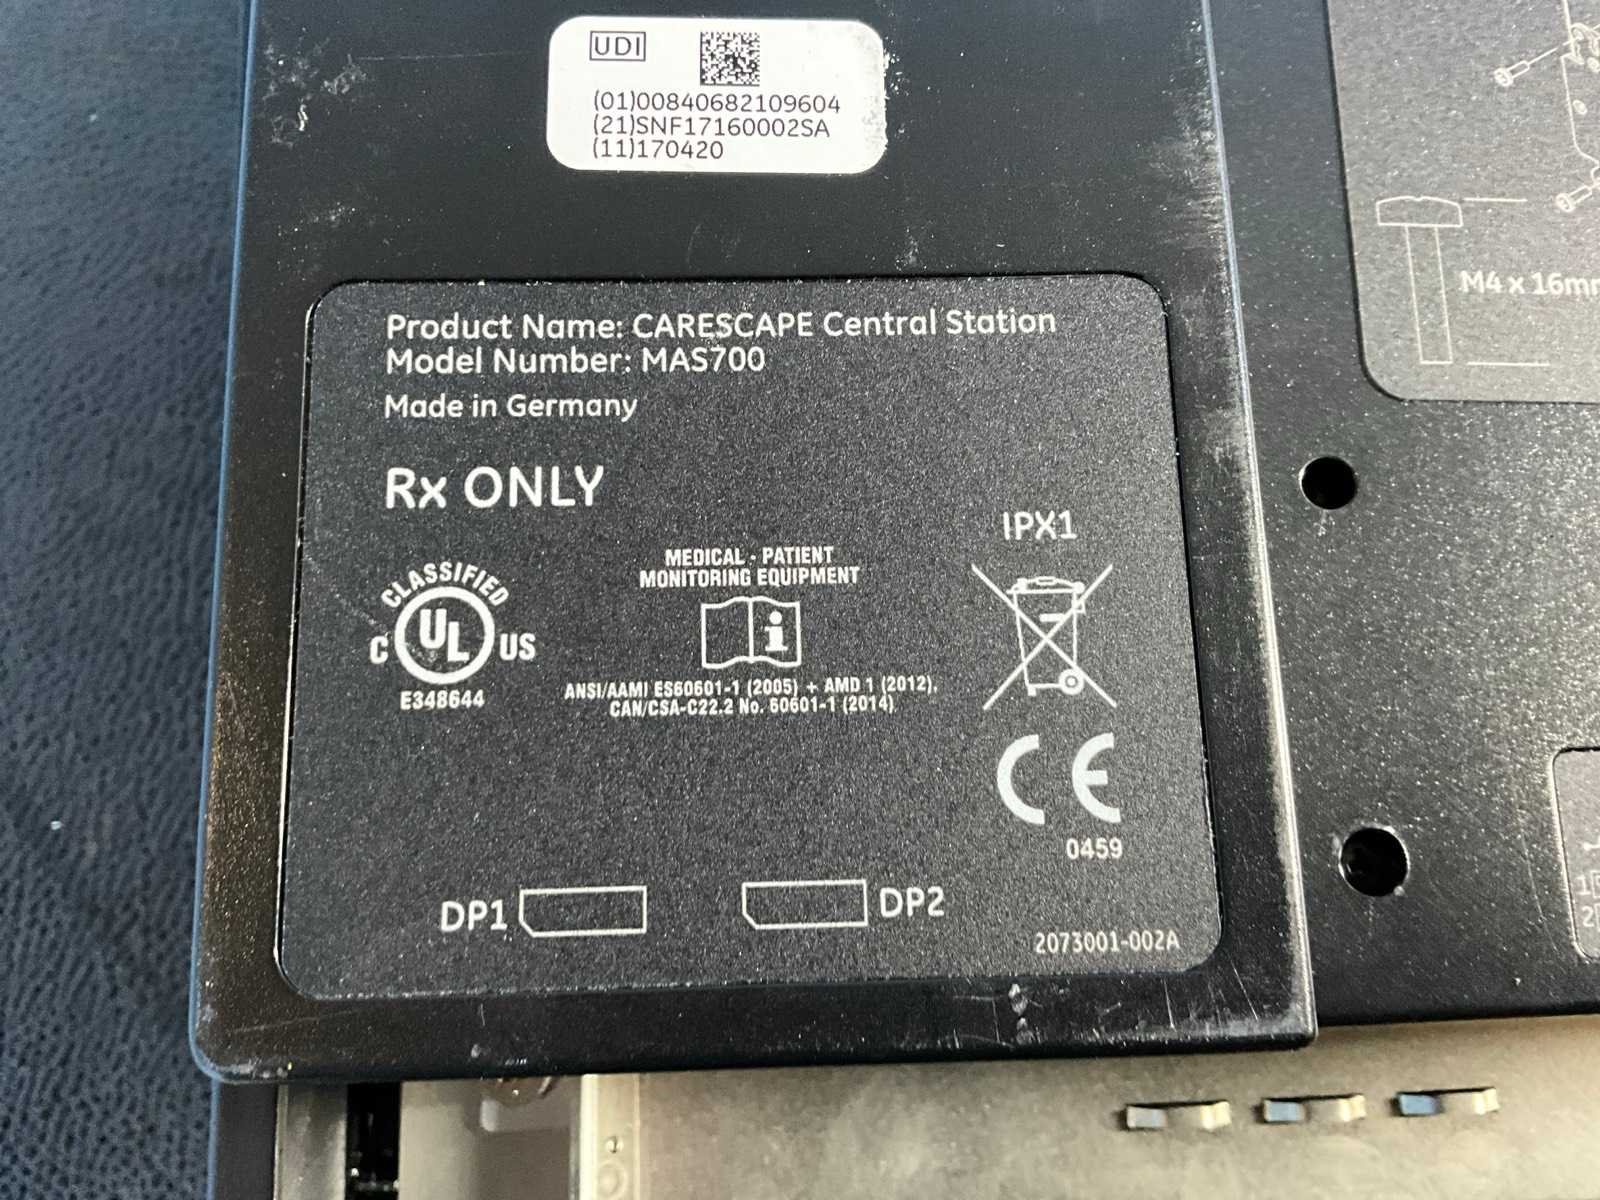 UDI
(01)00840682109604
(21)SNF17160002SA
(11)170420
M4 x 16mm
Product Name: CARESCAPE Central Station
Model Number: MAS700
Made in Germany
Rx ONLY
IPX1
CLASSIFIED
C UL US
E348644
MEDICAL - PATIENT
MONITORING EQUIPMENT
i
ANSI/AAMI ES60601-1 (2005) + AMD 1 (2012),
CAN/CSA-C22.2 No. 60601-1 (2014)
CE
0459
DP1
DP2
2073001-002A
1
2